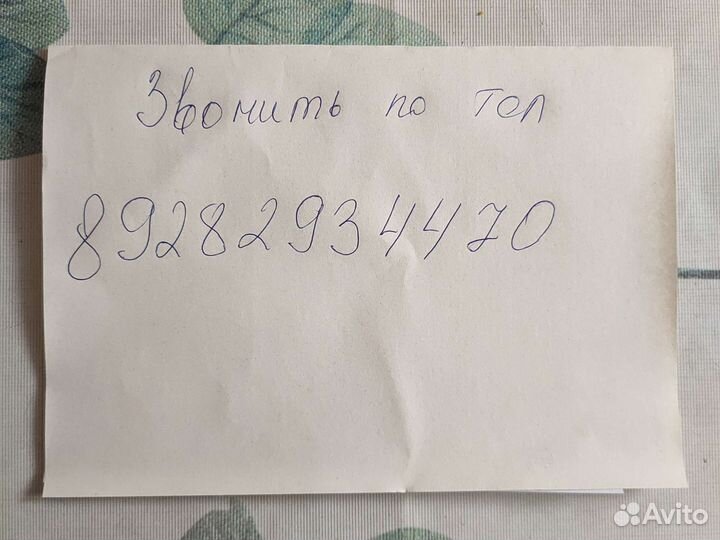 Звонить по тел
89282934470
Avito